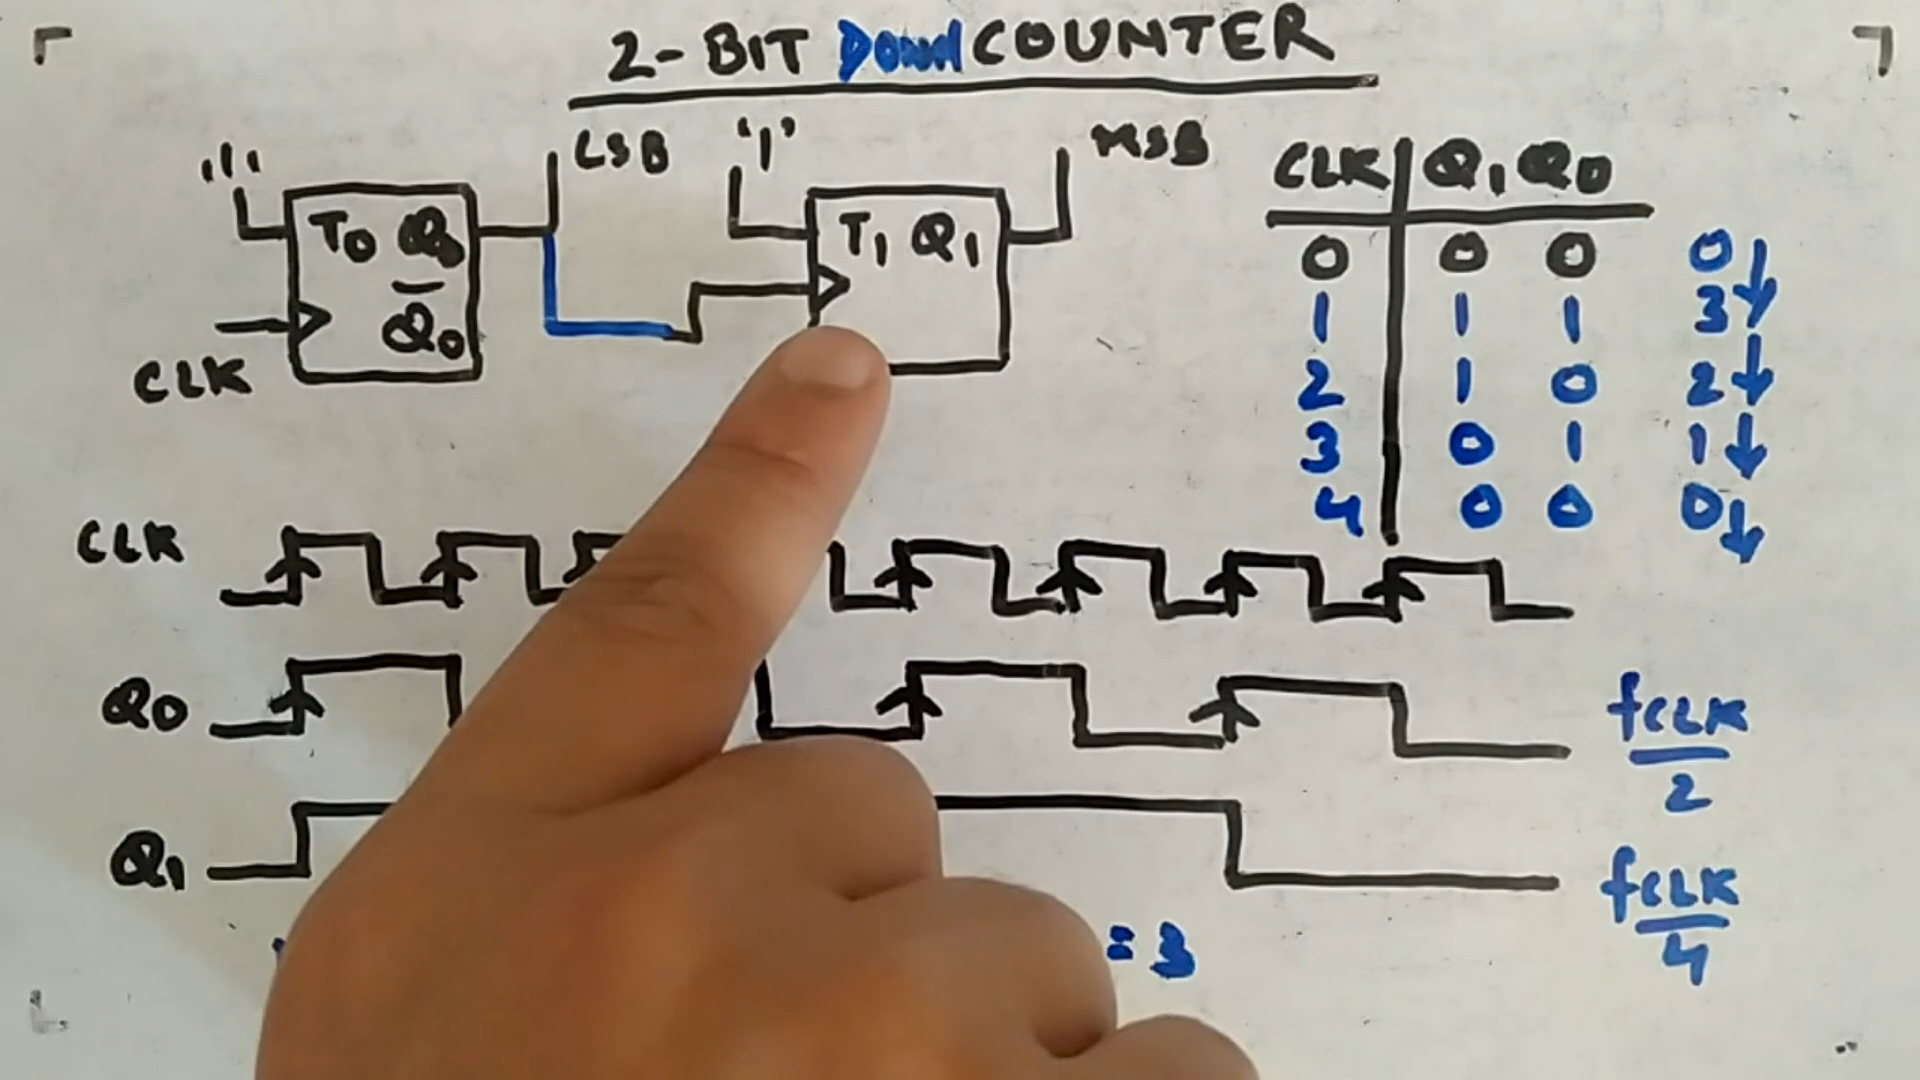 2-BIT Down COUNTER
'1' LSB '1' MSB
T0 Q0
Q̅0
CLK
T1 Q1
CLK Q1 Q0
0 0 0 0
1 1 1 3
2 1 0 2
3 0 1 1
4 0 0 0
CLK
Q0
fCLK
2
Q1
fCLK
4
= 3